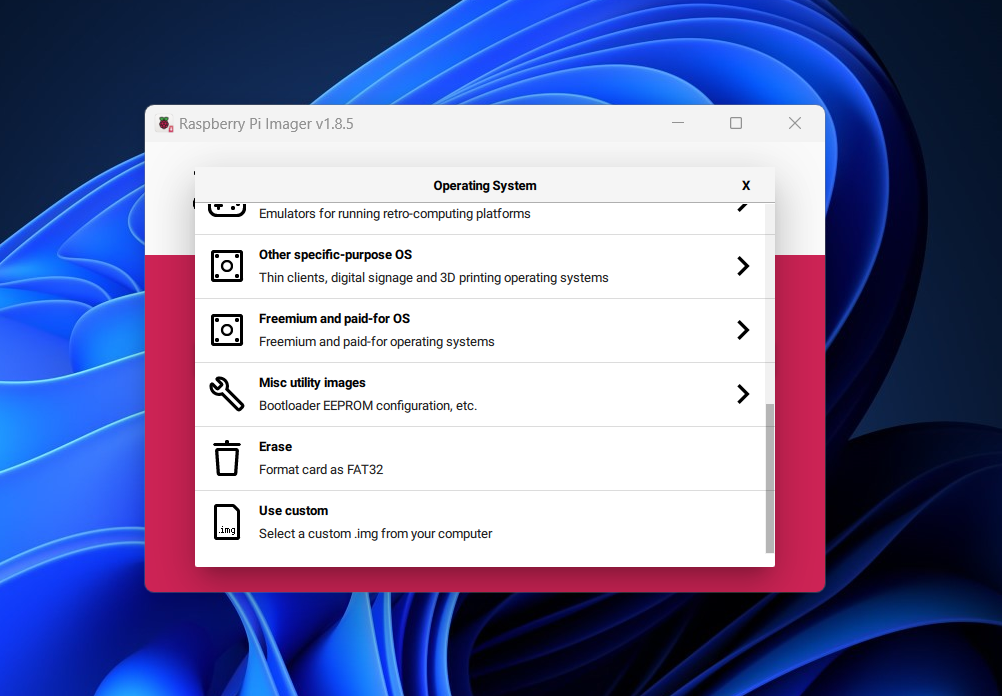 Raspberry Pi Imager v1.8.5
Operating System
X
Emulators for running retro-computing platforms
Other specific-purpose OS
Thin clients, digital signage and 3D printing operating systems
Freemium and paid-for OS
Freemium and paid-for operating systems
Misc utility images
Bootloader EEPROM configuration, etc.
Erase
Format card as FAT32
.img
Use custom
Select a custom .img from your computer